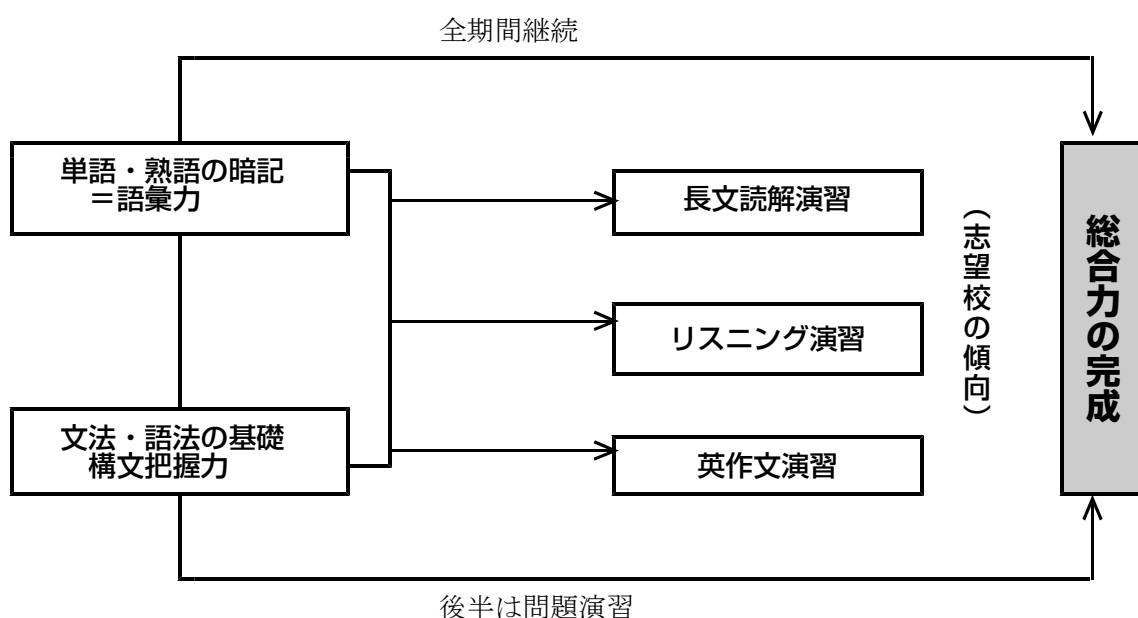 全期間継続
単語・熟語の暗記
＝語彙力
長文読解演習
リスニング演習
（志望校の傾向）
総合力の完成
文法・語法の基礎
構文把握力
英作文演習
後半は問題演習